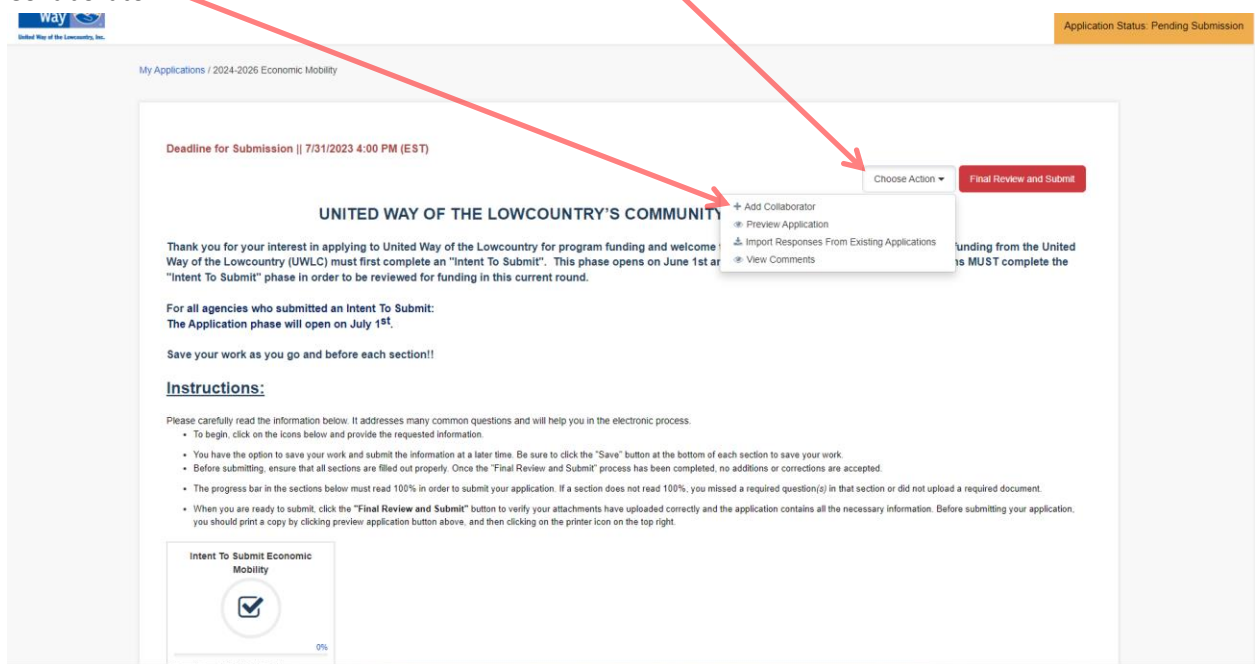 Way
United Way of the Lowcountry, Inc.
Application Status: Pending Submission
My Applications / 2024-2026 Economic Mobility
Deadline for Submission || 7/31/2023 4:00 PM (EST)
Choose Action
Final Review and Submit
+ Add Collaborator
Preview Application
Import Responses From Existing Applications
View Comments
UNITED WAY OF THE LOWCOUNTRY'S COMMUNITY
Thank you for your interest in applying to United Way of the Lowcountry for program funding and welcome unding from the United
Way of the Lowcountry (UWLC) must first complete an "Intent To Submit". This phase opens on June 1st ar s MUST complete the
"Intent To Submit" phase in order to be reviewed for funding in this current round.
For all agencies who submitted an Intent To Submit:
The Application phase will open on July 1st.
Save your work as you go and before each section!!
Instructions:
Please carefully read the information below. It addresses many common questions and will help you in the electronic process.
• To begin, click on the icons below and provide the requested information.
• You have the option to save your work and submit the information at a later time. Be sure to click the "Save" button at the bottom of each section to save your work.
• Before submitting, ensure that all sections are filled out properly. Once the "Final Review and Submit" process has been completed, no additions or corrections are accepted.
• The progress bar in the sections below must read 100% in order to submit your application. If a section does not read 100%, you missed a required question(s) in that section or did not upload a required document.
• When you are ready to submit, click the "Final Review and Submit" button to verify your attachments have uploaded correctly and the application contains all the necessary information. Before submitting your application,
you should print a copy by clicking preview application button above, and then clicking on the printer icon on the top right.
Intent To Submit Economic
Mobility
0%